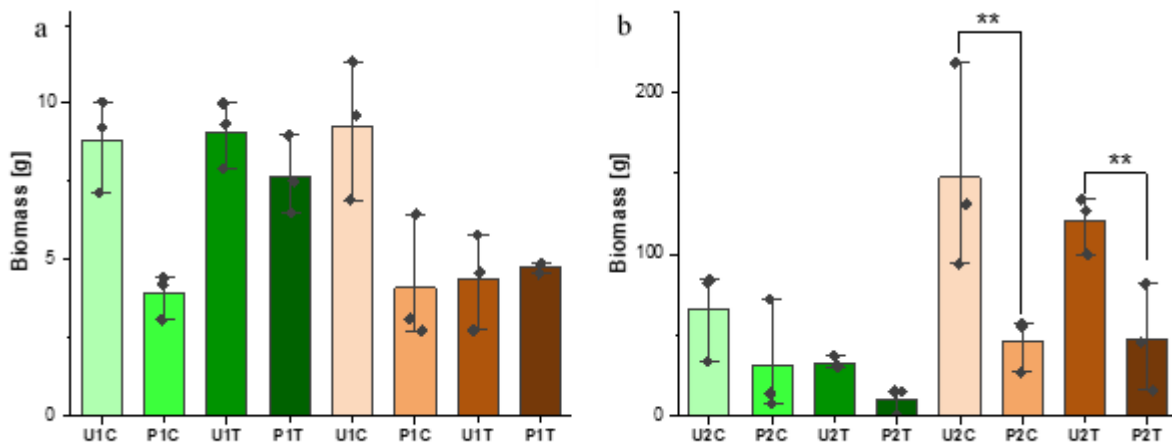 a
Biomass [g]
10
5
0
U1C P1C U1T P1T U1C P1C U1T P1T
b
**
**
Biomass [g]
200
100
0
U2C P2C U2T P2T U2C P2C U2T P2T